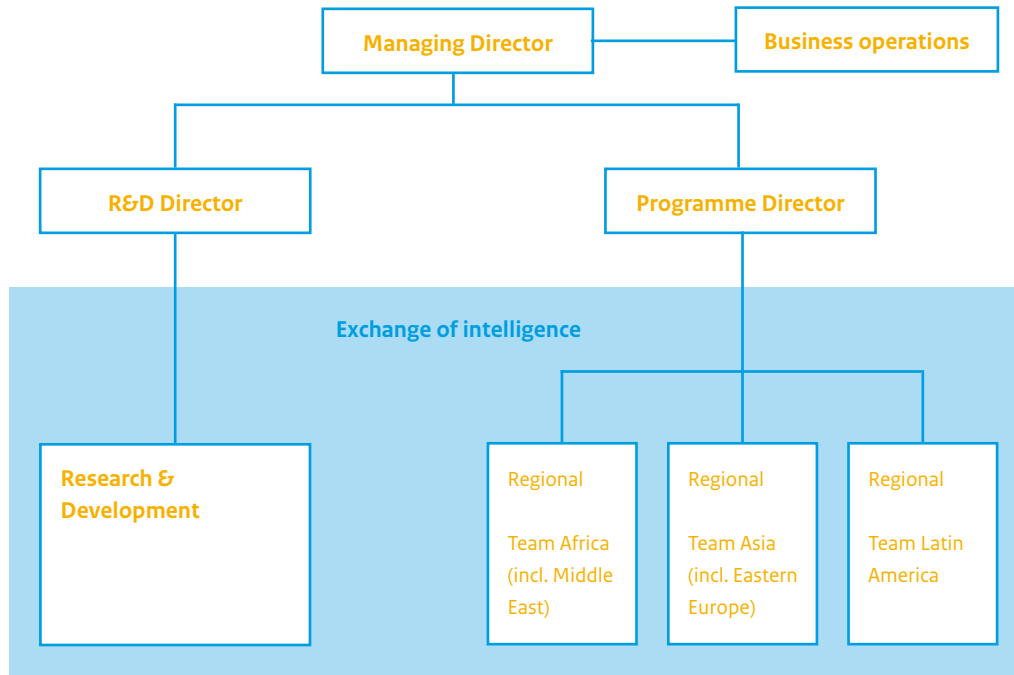 Managing Director
Business operations
R&D Director
Programme Director
Exchange of intelligence
Research &
Development
Regional
Team Africa
(incl. Middle
East)
Regional
Team Asia
(incl. Eastern
Europe)
Regional
Team Latin
America